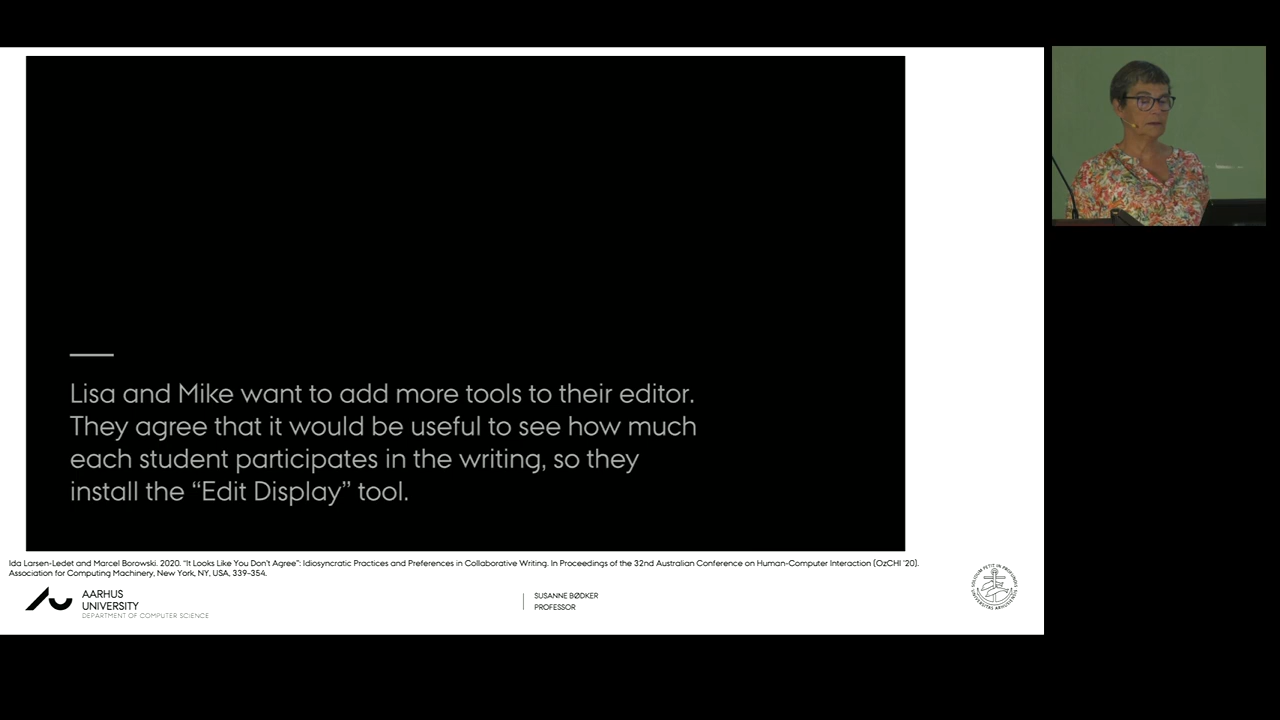 Lisa and Mike want to add more tools to their editor.
They agree that it would be useful to see how much
each student participates in the writing, so they
install the “Edit Display” tool.
Ida Larsen-Ledet and Marcel Borowski. 2020. "It Looks Like You Don't Agree": Idiosyncratic Practices and Preferences in Collaborative Writing. In Proceedings of the 32nd Australian Conference on Human-Computer Interaction (OzCHI '20).
Association for Computing Machinery, New York, NY, USA, 339-354.
AARHUS
UNIVERSITY
DEPARTMENT OF COMPUTER SCIENCE
SUSANNE BØDKER
PROFESSOR